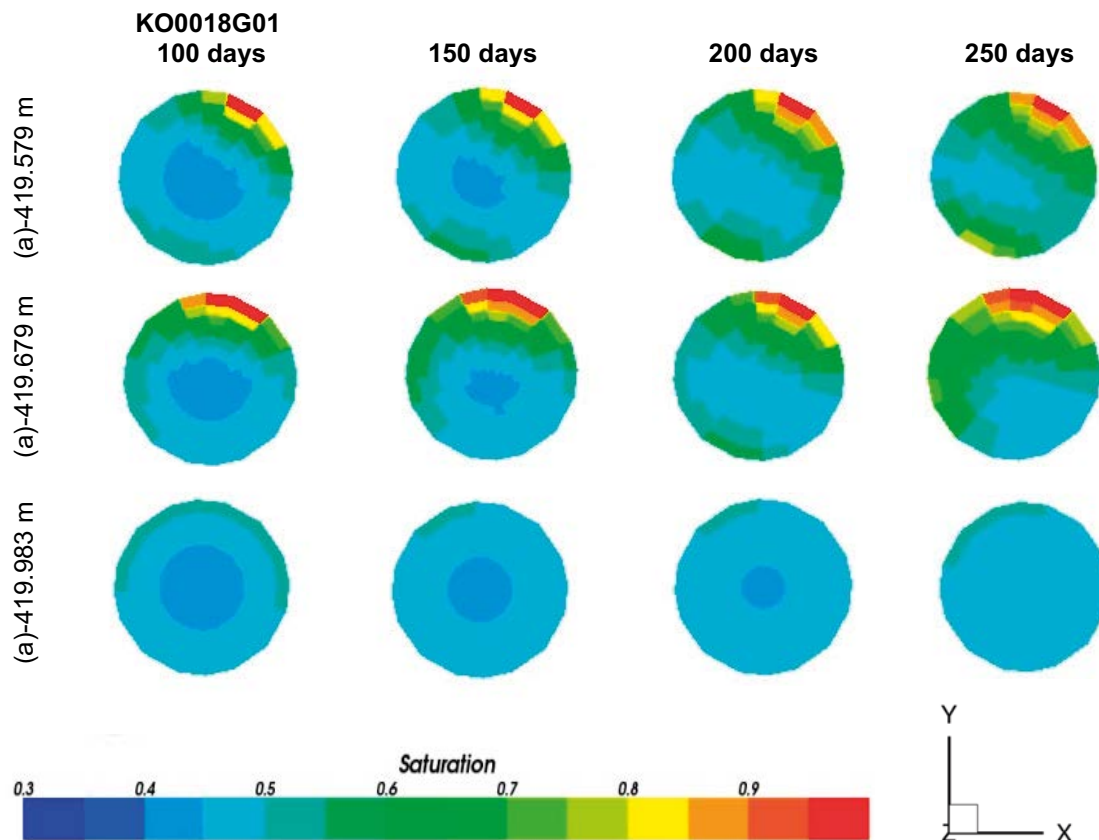 KO0018G01
100 days
150 days
200 days
250 days
(a)-419.579 m
(a)-419.679 m
(a)-419.983 m
Saturation
0.3 0.4 0.5 0.6 0.7 0.8 0.9
Y
Z X